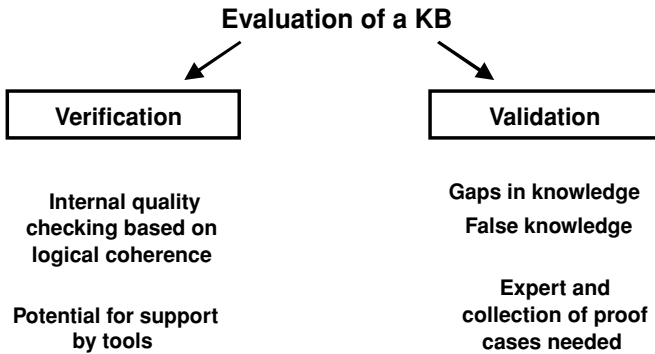 Evaluation of a KB
Verification
Internal quality
checking based on
logical coherence
Potential for support
by tools
Validation
Gaps in knowledge
False knowledge
Expert and
collection of proof
cases needed